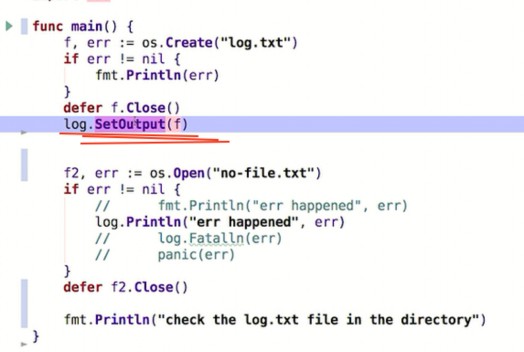 func main() {
    f, err := os.Create("log.txt")
    if err != nil {
        fmt.Println(err)
    }
    defer f.Close()
    log.SetOutput(f)
    f2, err := os.Open("no-file.txt")
    if err != nil {
        //      fmt.Println("err happened", err)
        log.Println("err happened", err)
        //      log.Fatalln(err)
        //      panic(err)
    }
    defer f2.Close()
    fmt.Println("check the log.txt file in the directory")
}